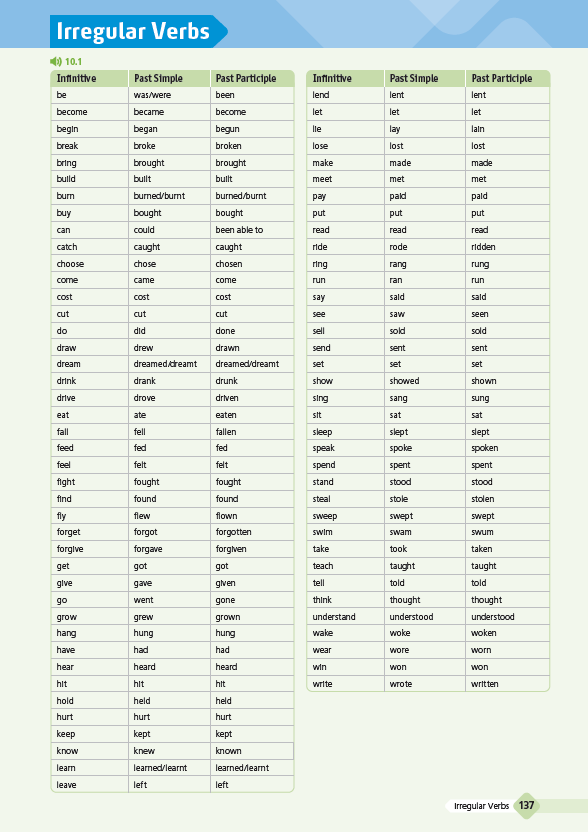 Irregular Verbs
10.1
Infinitive Past Simple Past Participle
be was/were been
become became become
begin began begun
break broke broken
bring brought brought
build built built
burn burned/burnt burned/burnt
buy bought bought
can could been able to
catch caught caught
choose chose chosen
come came come
cost cost cost
cut cut cut
do did done
draw drew drawn
dream dreamed/dreamt dreamed/dreamt
drink drank drunk
drive drove driven
eat ate eaten
fall fell fallen
feed fed fed
feel felt felt
fight fought fought
find found found
fly flew flown
forget forgot forgotten
forgive forgave forgiven
get got got
give gave given
go went gone
grow grew grown
hang hung hung
have had had
hear heard heard
hit hit hit
hold held held
hurt hurt hurt
keep kept kept
know knew known
learn learned/learnt learned/learnt
leave left left
Infinitive Past Simple Past Participle
lend lent lent
let let let
lie lay lain
lose lost lost
make made made
meet met met
pay paid paid
put put put
read read read
ride rode ridden
ring rang rung
run ran run
say said said
see saw seen
sell sold sold
send sent sent
set set set
show showed shown
sing sang sung
sit sat sat
sleep slept slept
speak spoke spoken
spend spent spent
stand stood stood
steal stole stolen
sweep swept swept
swim swam swum
take took taken
teach taught taught
tell told told
think thought thought
understand understood understood
wake woke woken
wear wore worn
win won won
write wrote written
Irregular Verbs 137